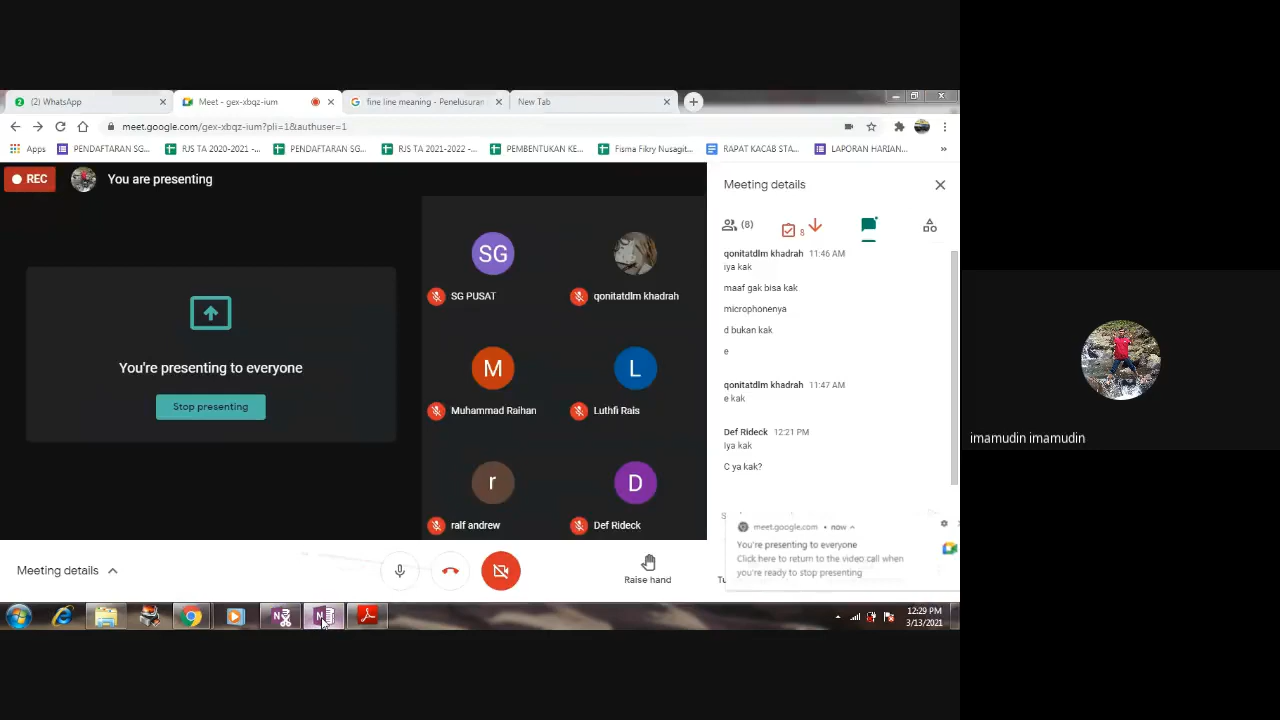 (2) WhatsApp
Meet - gex-xbqz-ium
fine line meaning - Penelusuran
New Tab
meet.google.com/gex-xbqz-ium?pli=1&authuser=1
Apps
PENDAFTARAN SG...
RJS TA 2020-2021 -...
PENDAFTARAN SG...
RJS TA 2021-2022 -...
PEMBENTUKAN KE...
Fisma Fikry Nusagit...
RAPAT KACAB STA...
LAPORAN HARIAN...
»
REC
You are presenting
Meeting details
(8)
8
SG
SG PUSAT
qonitatdlm khadrah
You're presenting to everyone
Stop presenting
M
Muhammad Raihan
L
Luthfi Rais
r
ralf andrew
D
Def Rideck
qonitatdlm khadrah 11:46 AM
iya kak
maaf gak bisa kak
microphonenya
d bukan kak
e
qonitatdlm khadrah 11:47 AM
e kak
Def Rideck 12:21 PM
Iya kak
C ya kak?
meet.google.com • now
You're presenting to everyone
Click here to return to the video call when
you're ready to stop presenting
imamudin imamudin
Meeting details
Raise hand
12:29 PM
3/13/2021